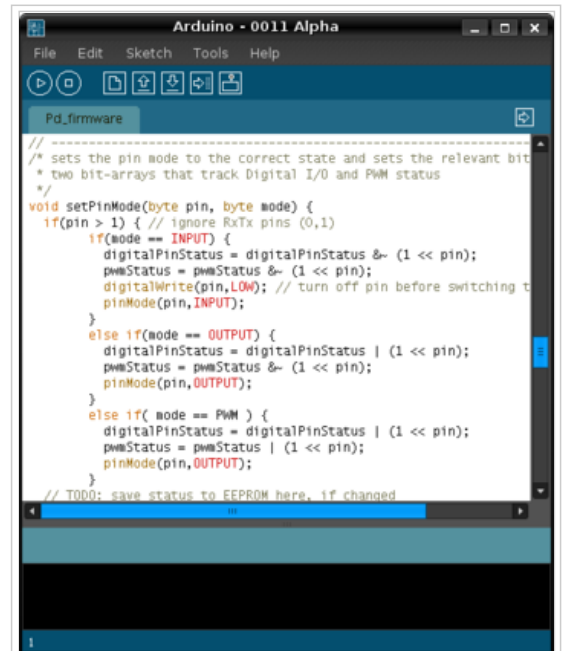 Arduino - 0011 Alpha
File Edit Sketch Tools Help
Pd_firmware
// ----------------------------------------------------------------------
/* sets the pin mode to the correct state and sets the relevant bit
 * two bit-arrays that track Digital I/O and PWM status
 */
void setPinMode(byte pin, byte mode) {
  if(pin > 1) { // ignore RxTx pins (0,1)
        if(mode == INPUT) {
          digitalPinStatus = digitalPinStatus &~ (1 << pin);
          pwmStatus = pwmStatus &~ (1 << pin);
          digitalWrite(pin,LOW); // turn off pin before switching t
          pinMode(pin,INPUT);
        }
        else if(mode == OUTPUT) {
          digitalPinStatus = digitalPinStatus | (1 << pin);
          pwmStatus = pwmStatus &~ (1 << pin);
          pinMode(pin,OUTPUT);
        }
        else if( mode == PWM ) {
          digitalPinStatus = digitalPinStatus | (1 << pin);
          pwmStatus = pwmStatus | (1 << pin);
          pinMode(pin,OUTPUT);
        }
  // TODO: save status to EEPROM here, if changed
1